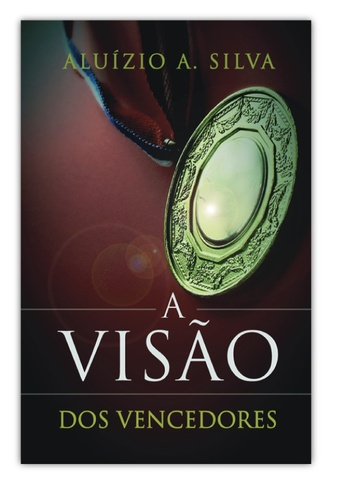 ALUÍZIO A. SILVA
A
VISÃO
DOS VENCEDORES